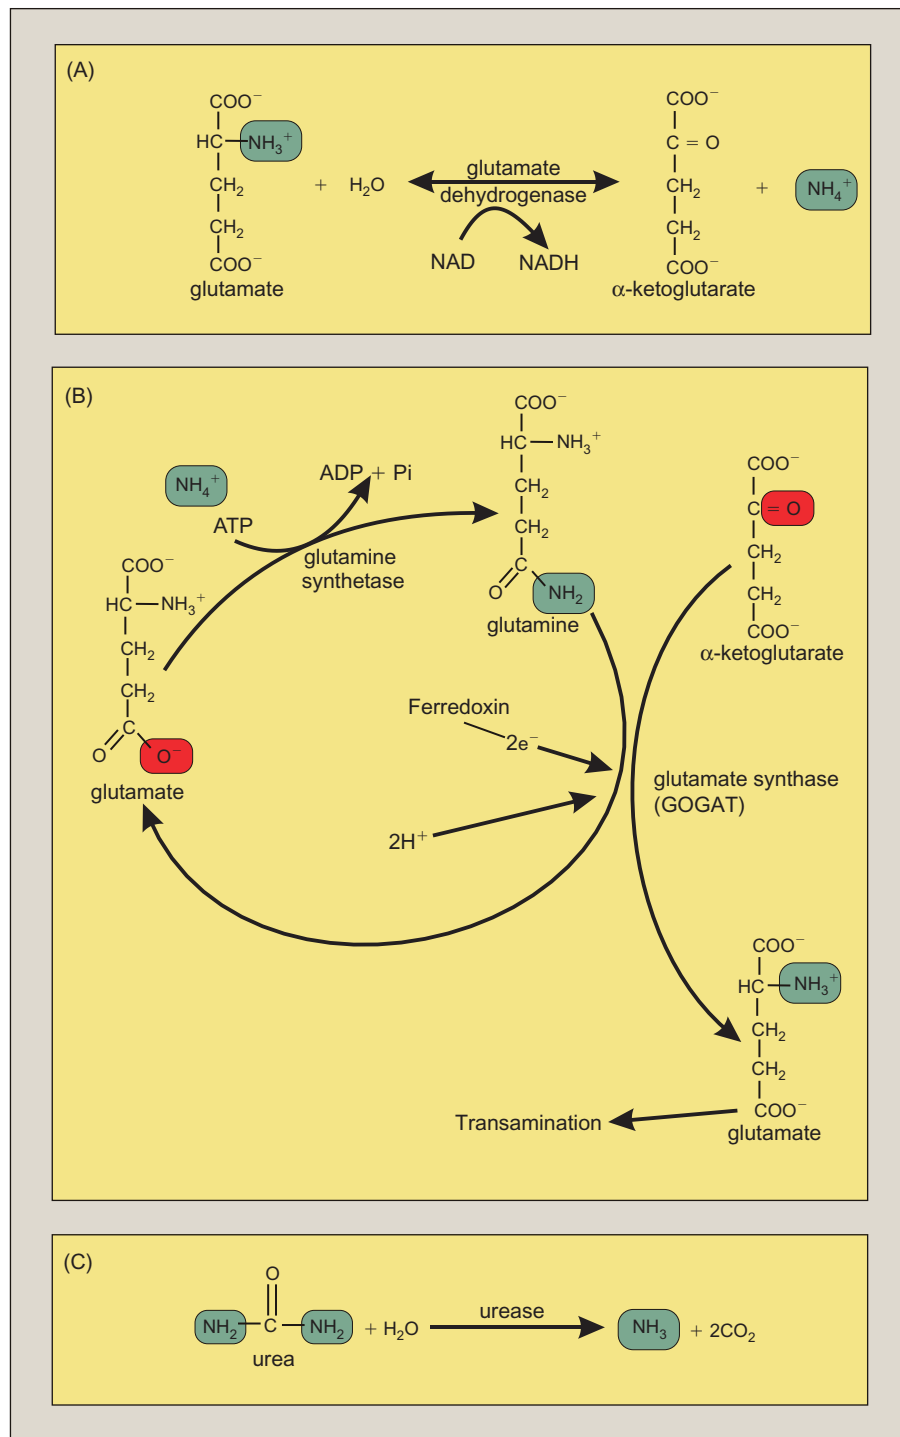 (A)
COO⁻
HC — NH₃⁺
CH₂
CH₂
COO⁻
glutamate
+ H₂O
glutamate
dehydrogenase
NAD NADH
COO⁻
C = O
CH₂
CH₂
COO⁻
α-ketoglutarate
+ NH₄⁺
(B)
NH₄⁺
ATP
ADP + Pi
glutamine
synthetase
COO⁻
HC — NH₃⁺
CH₂
CH₂
C
O O⁻
glutamate
COO⁻
HC — NH₃⁺
CH₂
CH₂
C
O NH₂
glutamine
COO⁻
C = O
CH₂
CH₂
COO⁻
α-ketoglutarate
Ferredoxin
2e⁻
2H⁺
glutamate synthase
(GOGAT)
COO⁻
HC — NH₃⁺
CH₂
CH₂
COO⁻
glutamate
Transamination
(C)
O
NH₂ — C — NH₂ + H₂O
urea
urease
NH₃ + 2CO₂